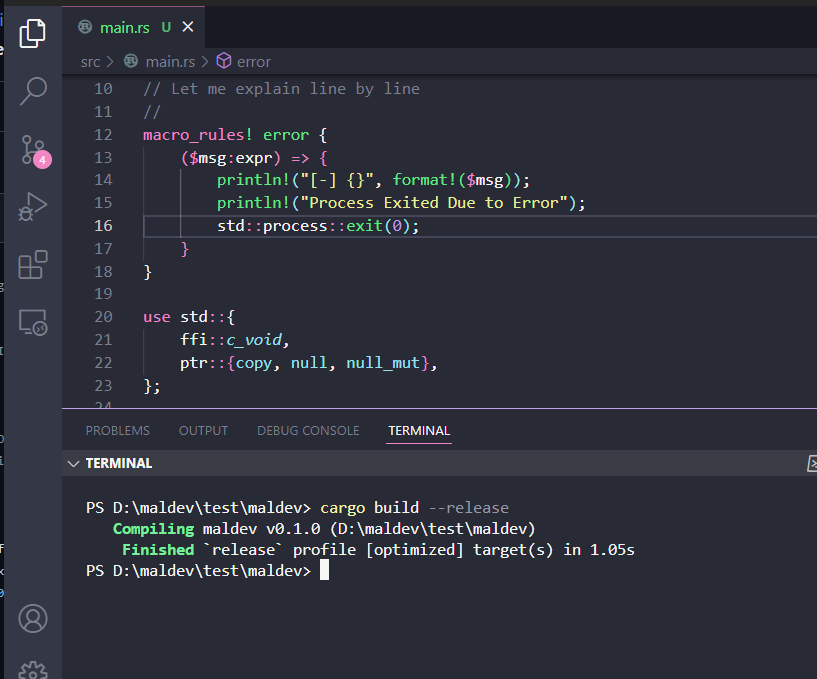 main.rs U
src > main.rs > error
10 // Let me explain line by line
11 //
12 macro_rules! error {
13 ($msg:expr) => {
14 println!("[-] {}", format!($msg));
15 println!("Process Exited Due to Error");
16 std::process::exit(0);
17 }
18 }
19
20 use std::{
21 ffi::c_void,
22 ptr::{copy, null, null_mut},
23 };
24
4
PROBLEMS OUTPUT DEBUG CONSOLE TERMINAL
TERMINAL
PS D:\maldev\test\maldev> cargo build --release
Compiling maldev v0.1.0 (D:\maldev\test\maldev)
Finished `release` profile [optimized] target(s) in 1.05s
PS D:\maldev\test\maldev>